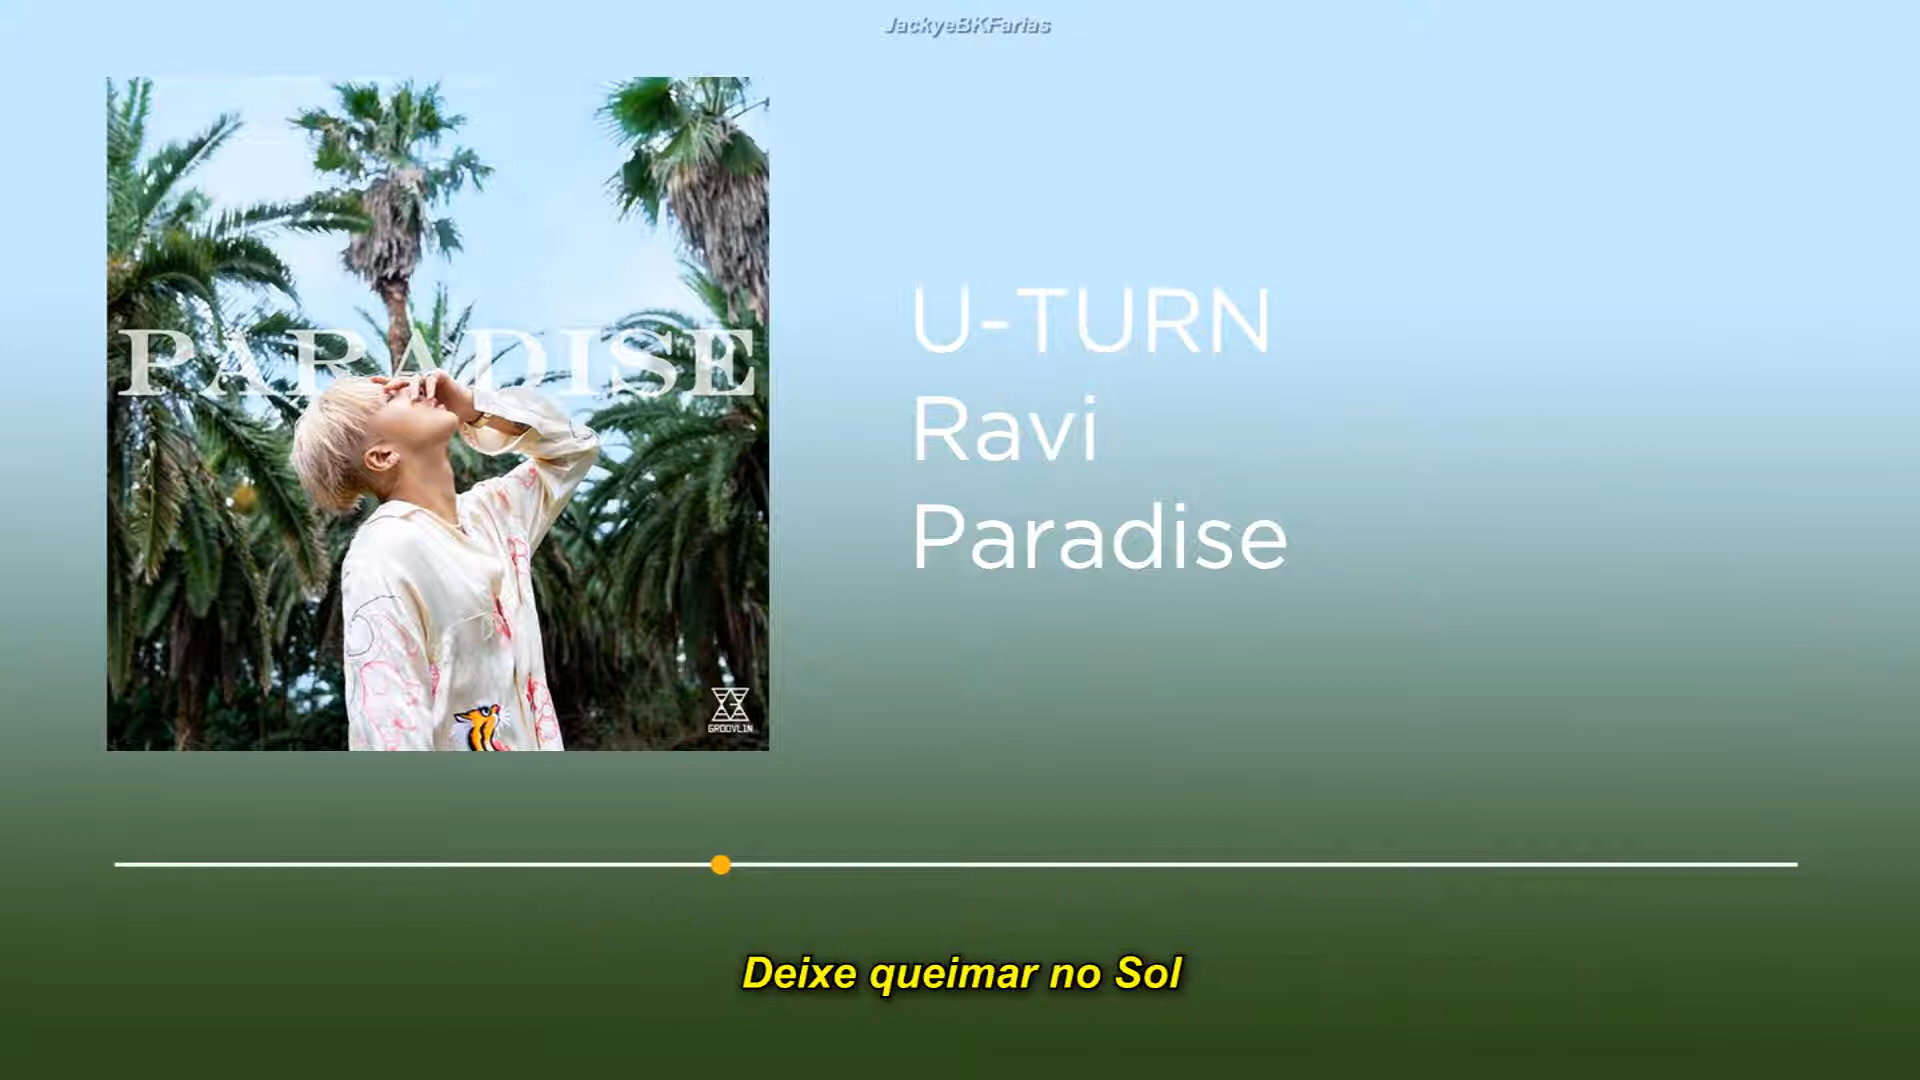 JackyeBKFarias
PARADISE
GROOVL1N
U-TURN
Ravi
Paradise
Deixe queimar no Sol